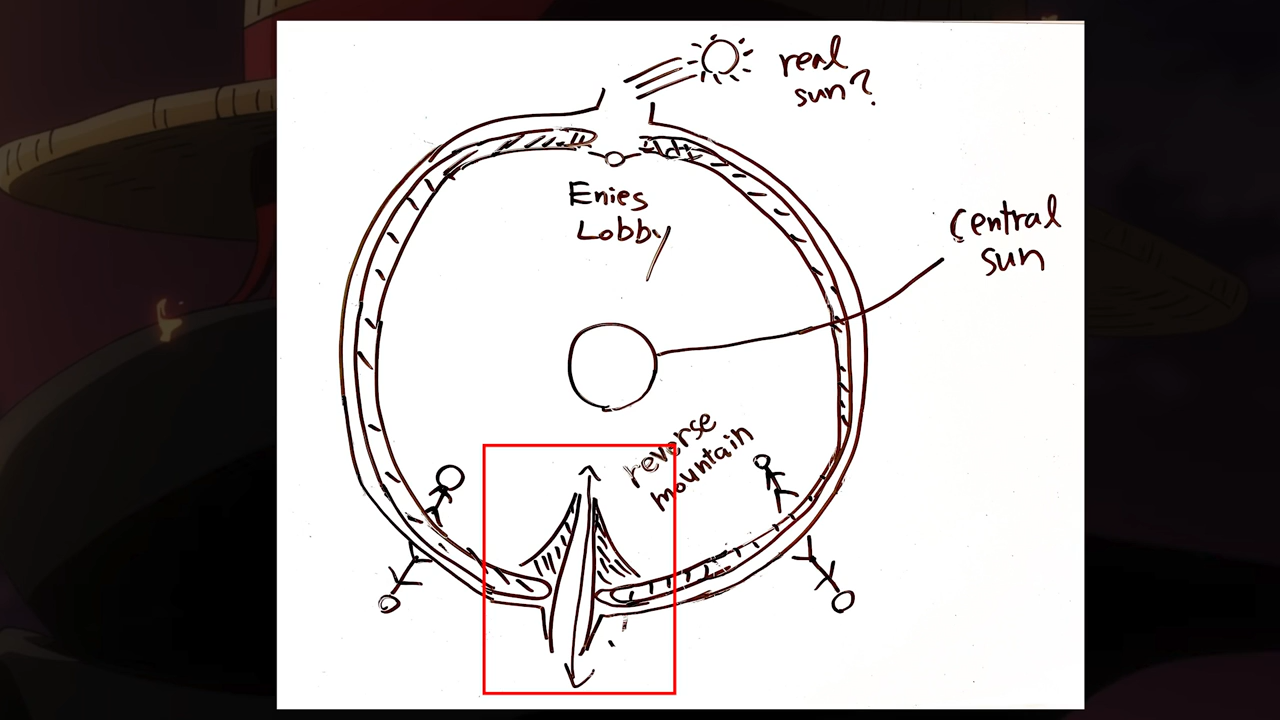 real
sun?
Enies
Lobby
Central
sun
reverse
mountain